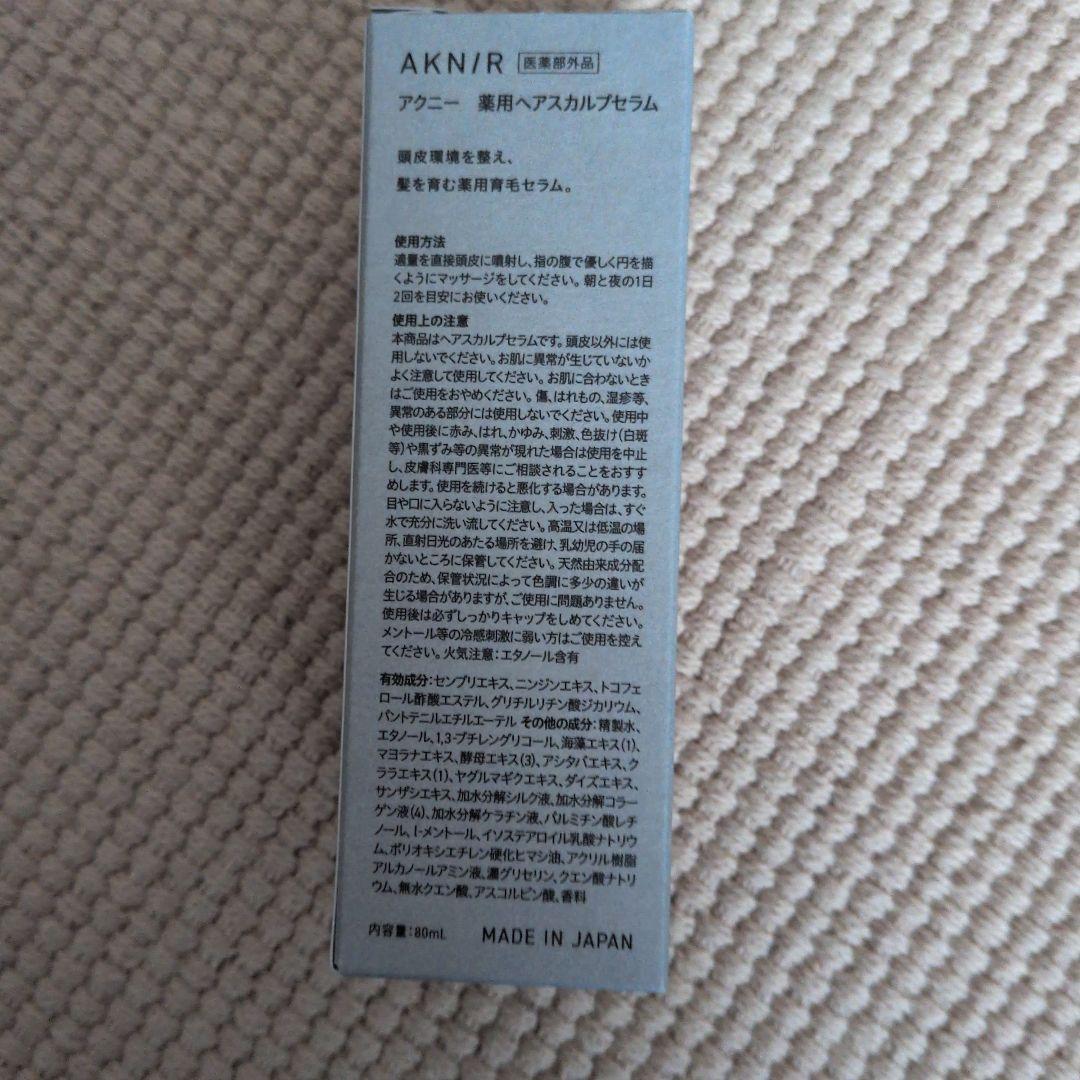 AKN/R 医薬部外品
アクニー 薬用ヘアスカルプセラム
頭皮環境を整え、
髪を育む薬用育毛セラム。
使用方法
適量を直接頭皮に噴射し、指の腹で優しく円を描
くようにマッサージをしてください。朝と夜の1日
2回を目安にお使いください。
使用上の注意
本商品はヘアスカルプセラムです。頭皮以外には使
用しないでください。お肌に異常が生じていないか
よく注意して使用してください。お肌に合わないとき
はご使用をおやめください。傷、はれもの、湿疹等、
異常のある部分には使用しないでください。使用中
や使用後に赤み、はれ、かゆみ、刺激、色抜け(白斑
等)や黒ずみ等の異常が現れた場合は使用を中止
し、皮膚科専門医等にご相談されることをおすす
めします。使用を続けると悪化する場合があります。
目や口に入らないように注意し、入った場合は、すぐ
水で充分に洗い流してください。高温又は低温の場
所、直射日光のあたる場所を避け、乳幼児の手の届
かないところに保管してください。天然由来成分配
合のため、保管状況によって色調に多少の違いが
生じる場合がありますが、ご使用に問題ありません。
使用後は必ずしっかりキャップをしめてください。
メントール等の冷感刺激に弱い方はご使用を控え
てください。火気注意:エタノール含有
有効成分:センブリエキス、ニンジンエキス、トコフェ
ロール酢酸エステル、グリチルリチン酸ジカリウム、
パントテニルエチルエーテル その他の成分:精製水、
エタノール、1,3-ブチレングリコール、海藻エキス(1)、
マヨラナエキス、酵母エキス(3)、アシタバエキス、ク
ララエキス(1)、ヤグルマギクエキス、ダイズエキス、
サンザシエキス、加水分解シルク液、加水分解コラー
ゲン液(4)、加水分解ケラチン液、パルミチン酸レチ
ノール、l-メントール、イソステアロイル乳酸ナトリウ
ム、ポリオキシエチレン硬化ヒマシ油、アクリル樹脂
アルカノールアミン液、濃グリセリン、クエン酸ナトリ
ウム、無水クエン酸、アスコルビン酸、香料
内容量:80mL MADE IN JAPAN